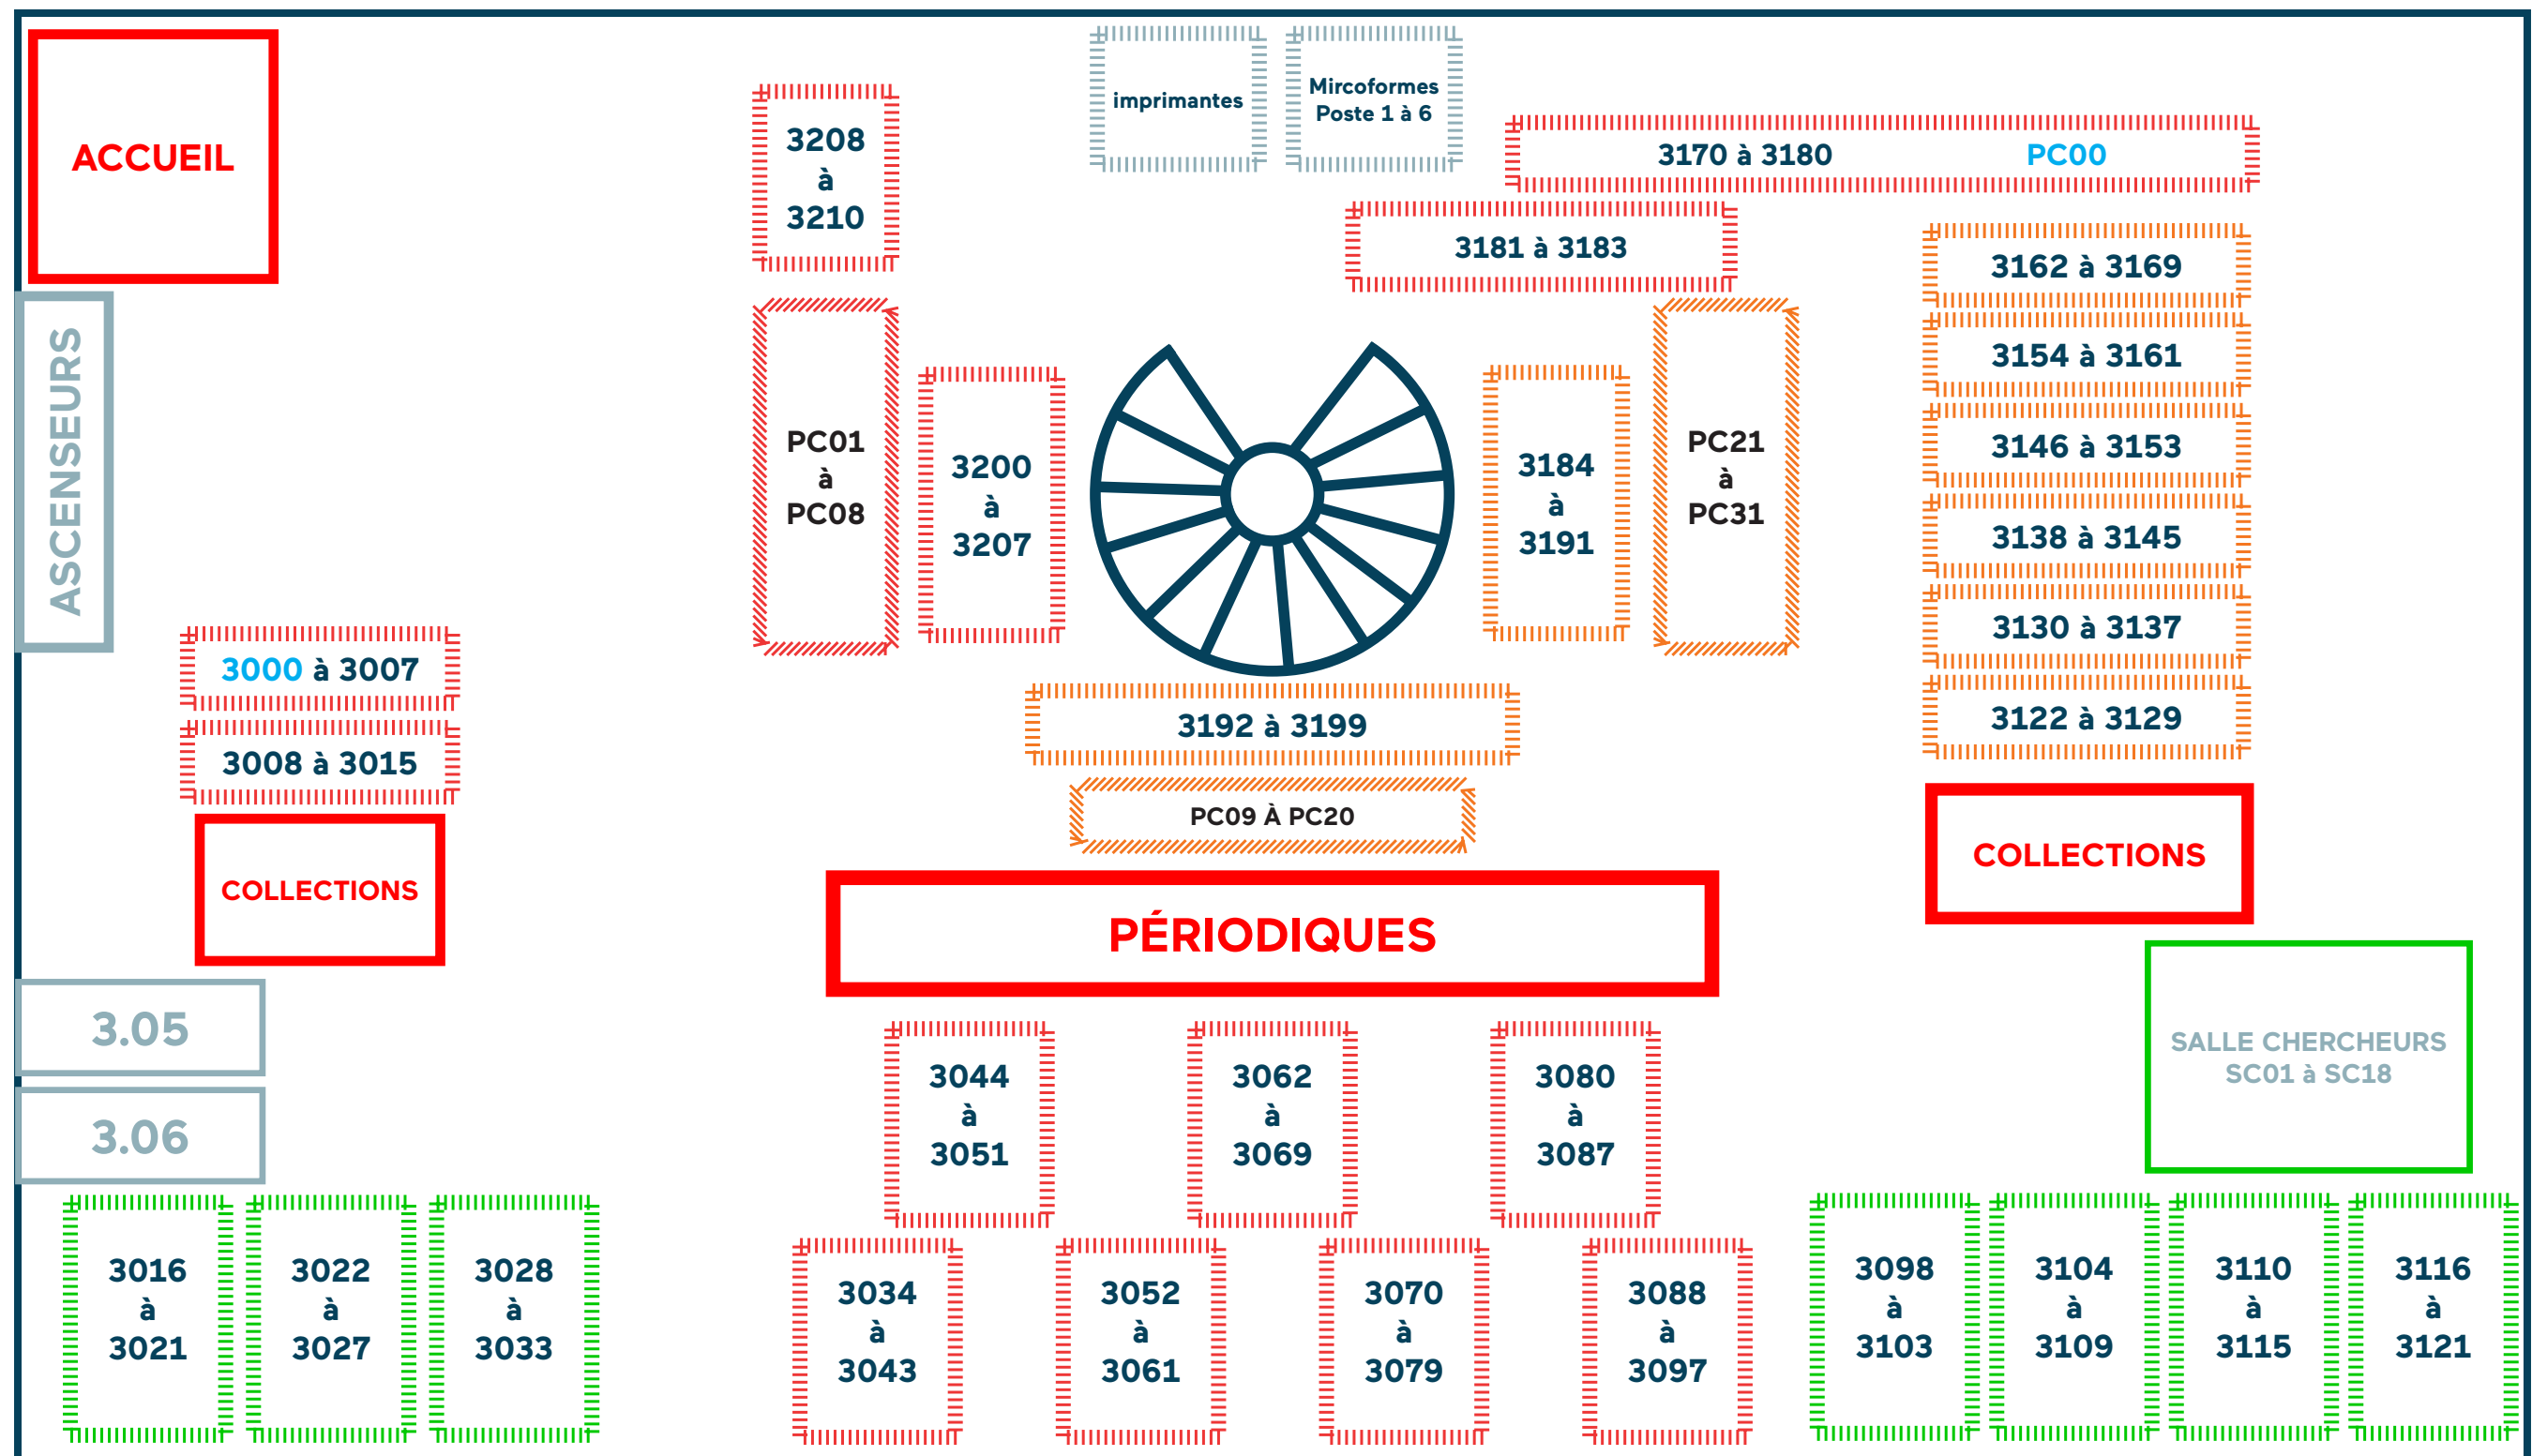 ACCUEIL
imprimantes
Mircoformes
Poste 1 à 6
3208
à
3210
3170 à 3180
PC00
3181 à 3183
ASCENSEURS
PC01
à
PC08
3200
à
3207
3184
à
3191
PC21
à
PC31
3162 à 3169
3154 à 3161
3146 à 3153
3138 à 3145
3130 à 3137
3122 à 3129
3000 à 3007
3008 à 3015
COLLECTIONS
3192 à 3199
PC09 À PC20
PÉRIODIQUES
COLLECTIONS
3.05
3.06
SALLE CHERCHEURS
SC01 à SC18
3044
à
3051
3062
à
3069
3080
à
3087
3016
à
3021
3022
à
3027
3028
à
3033
3034
à
3043
3052
à
3061
3070
à
3079
3088
à
3097
3098
à
3103
3104
à
3109
3110
à
3115
3116
à
3121